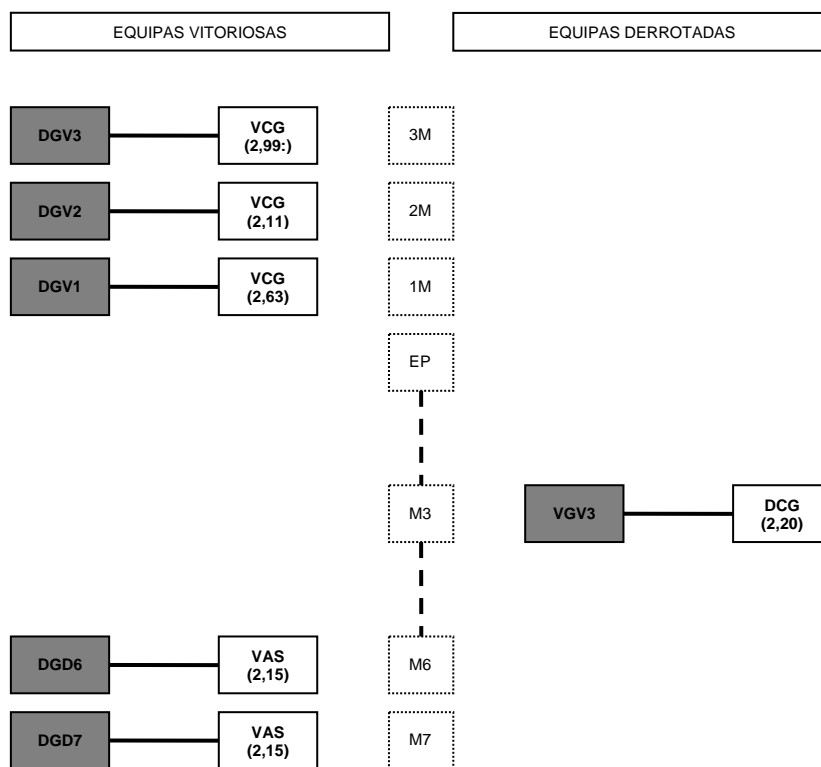 EQUIPAS VITORIOSAS
EQUIPAS DERROTADAS
DGV3
VCG
(2,99:)
3M
DGV2
VCG
(2,11)
2M
DGV1
VCG
(2,63)
1M
EP
M3
VGV3
DCG
(2,20)
DGD6
VAS
(2,15)
M6
DGD7
VAS
(2,15)
M7